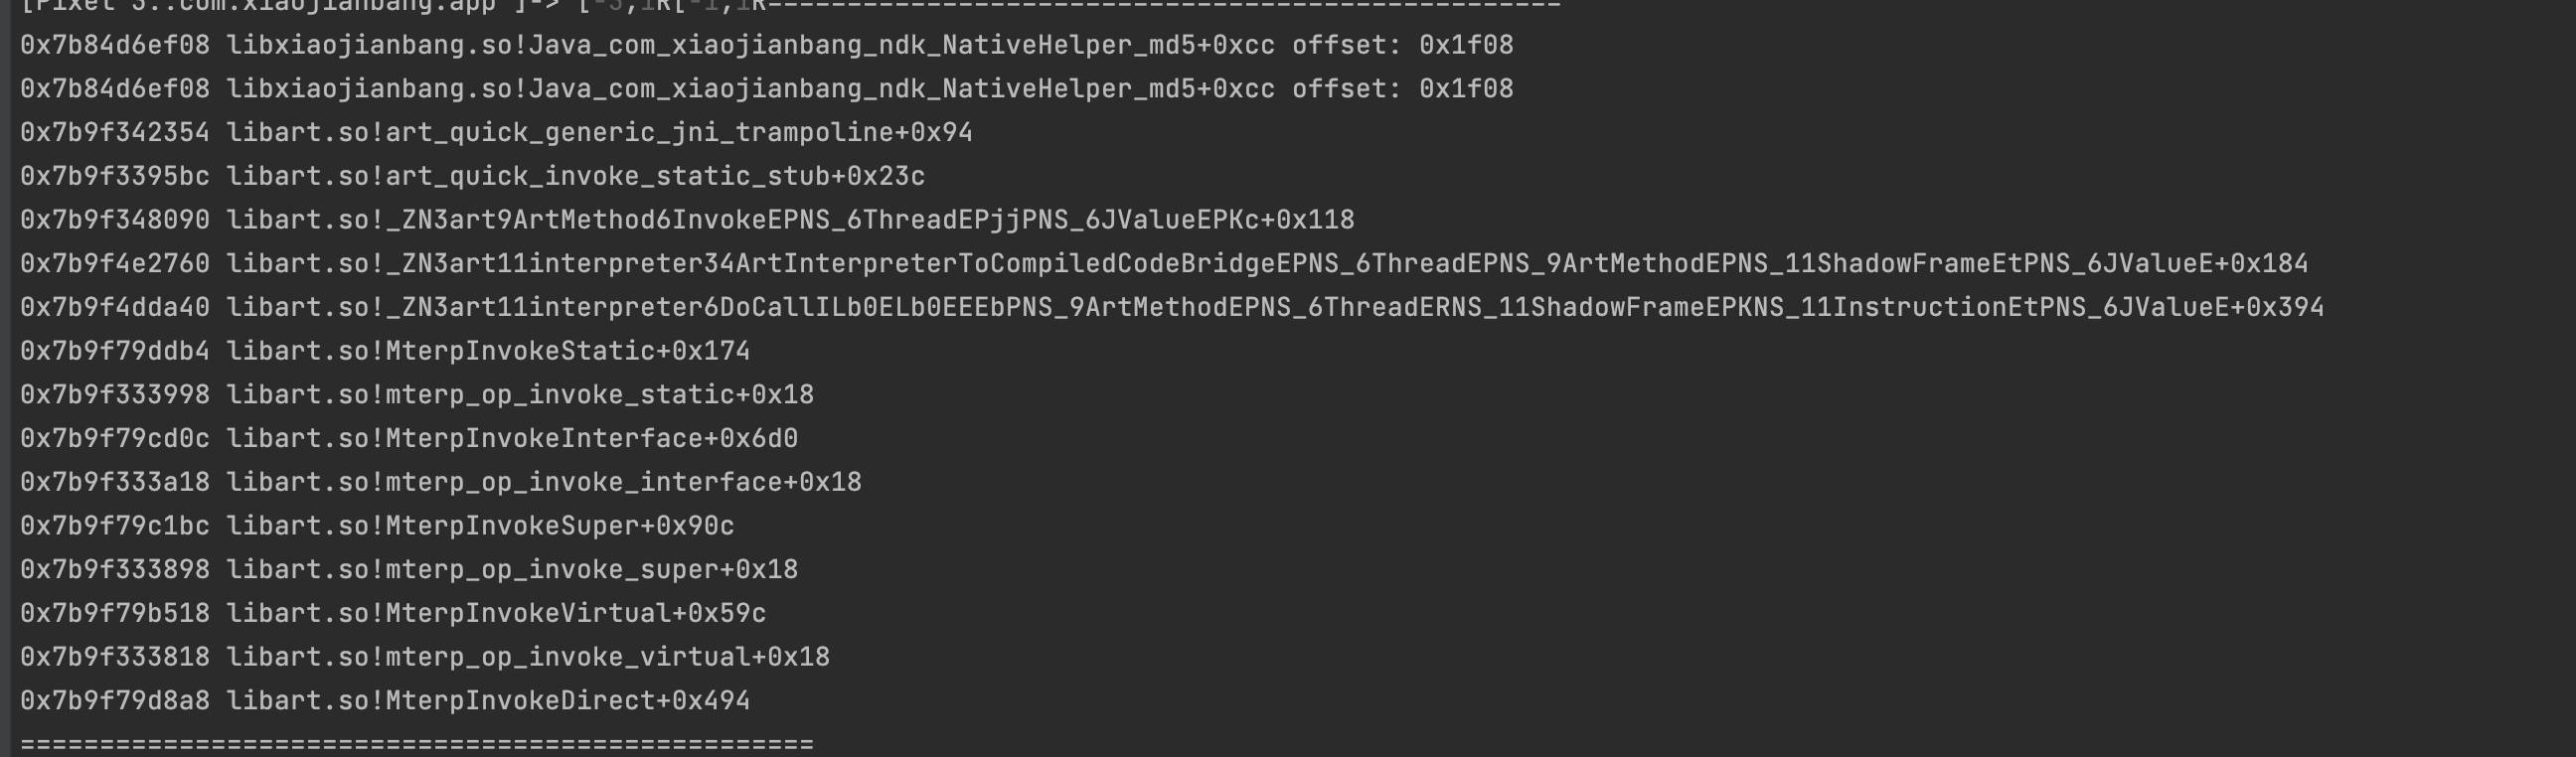 [Pixel 3::com.xiaojianbang.app ]-> [-3,1R[-1,1R--------------------------------------------------
0x7b84d6ef08 libxiaojianbang.so!Java_com_xiaojianbang_ndk_NativeHelper_md5+0xcc offset: 0x1f08
0x7b84d6ef08 libxiaojianbang.so!Java_com_xiaojianbang_ndk_NativeHelper_md5+0xcc offset: 0x1f08
0x7b9f342354 libart.so!art_quick_generic_jni_trampoline+0x94
0x7b9f3395bc libart.so!art_quick_invoke_static_stub+0x23c
0x7b9f348090 libart.so!_ZN3art9ArtMethod6InvokeEPNS_6ThreadEPjjPNS_6JValueEPKc+0x118
0x7b9f4e2760 libart.so!_ZN3art11interpreter34ArtInterpreterToCompiledCodeBridgeEPNS_6ThreadEPNS_9ArtMethodEPNS_11ShadowFrameEtPNS_6JValueE+0x184
0x7b9f4dda40 libart.so!_ZN3art11interpreter6DoCallILb0ELb0EEEbPNS_9ArtMethodEPNS_6ThreadERNS_11ShadowFrameEPKNS_11InstructionEtPNS_6JValueE+0x394
0x7b9f79ddb4 libart.so!MterpInvokeStatic+0x174
0x7b9f333998 libart.so!mterp_op_invoke_static+0x18
0x7b9f79cd0c libart.so!MterpInvokeInterface+0x6d0
0x7b9f333a18 libart.so!mterp_op_invoke_interface+0x18
0x7b9f79c1bc libart.so!MterpInvokeSuper+0x90c
0x7b9f333898 libart.so!mterp_op_invoke_super+0x18
0x7b9f79b518 libart.so!MterpInvokeVirtual+0x59c
0x7b9f333818 libart.so!mterp_op_invoke_virtual+0x18
0x7b9f79d8a8 libart.so!MterpInvokeDirect+0x494
==================================================